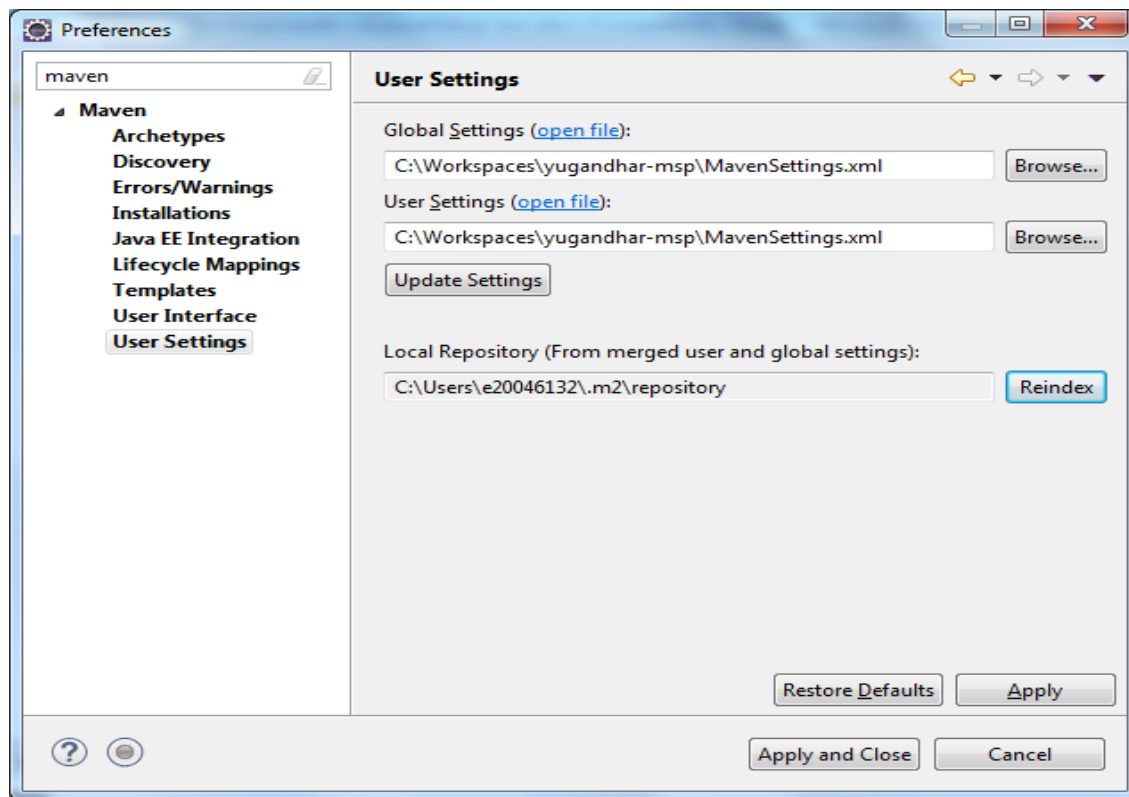 Preferences
maven
Maven
Archetypes
Discovery
Errors/Warnings
Installations
Java EE Integration
Lifecycle Mappings
Templates
User Interface
User Settings
User Settings
Global Settings (open file):
C:\Workspaces\yugandhar-msp\MavenSettings.xml Browse...
User Settings (open file):
C:\Workspaces\yugandhar-msp\MavenSettings.xml Browse...
Update Settings
Local Repository (From merged user and global settings):
C:\Users\e20046132\.m2\repository Reindex
Restore Defaults Apply
? Apply and Close Cancel